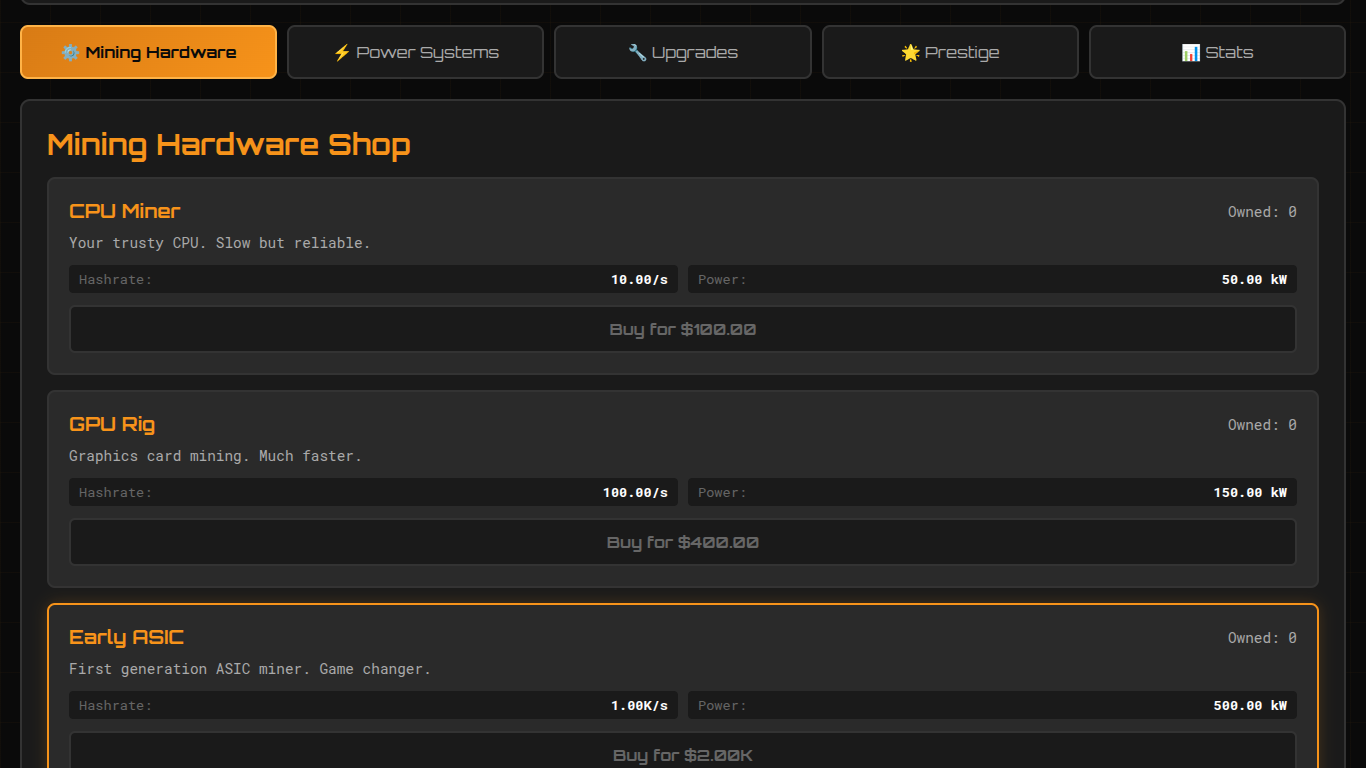 ⚙️ Mining Hardware
⚡ Power Systems
🔧 Upgrades
🌟 Prestige
📊 Stats
Mining Hardware Shop
CPU Miner
Owned: 0
Your trusty CPU. Slow but reliable.
Hashrate: 10.00/s
Power: 50.00 kW
Buy for $100.00
GPU Rig
Owned: 0
Graphics card mining. Much faster.
Hashrate: 100.00/s
Power: 150.00 kW
Buy for $400.00
Early ASIC
Owned: 0
First generation ASIC miner. Game changer.
Hashrate: 1.00K/s
Power: 500.00 kW
Buy for $2.00K